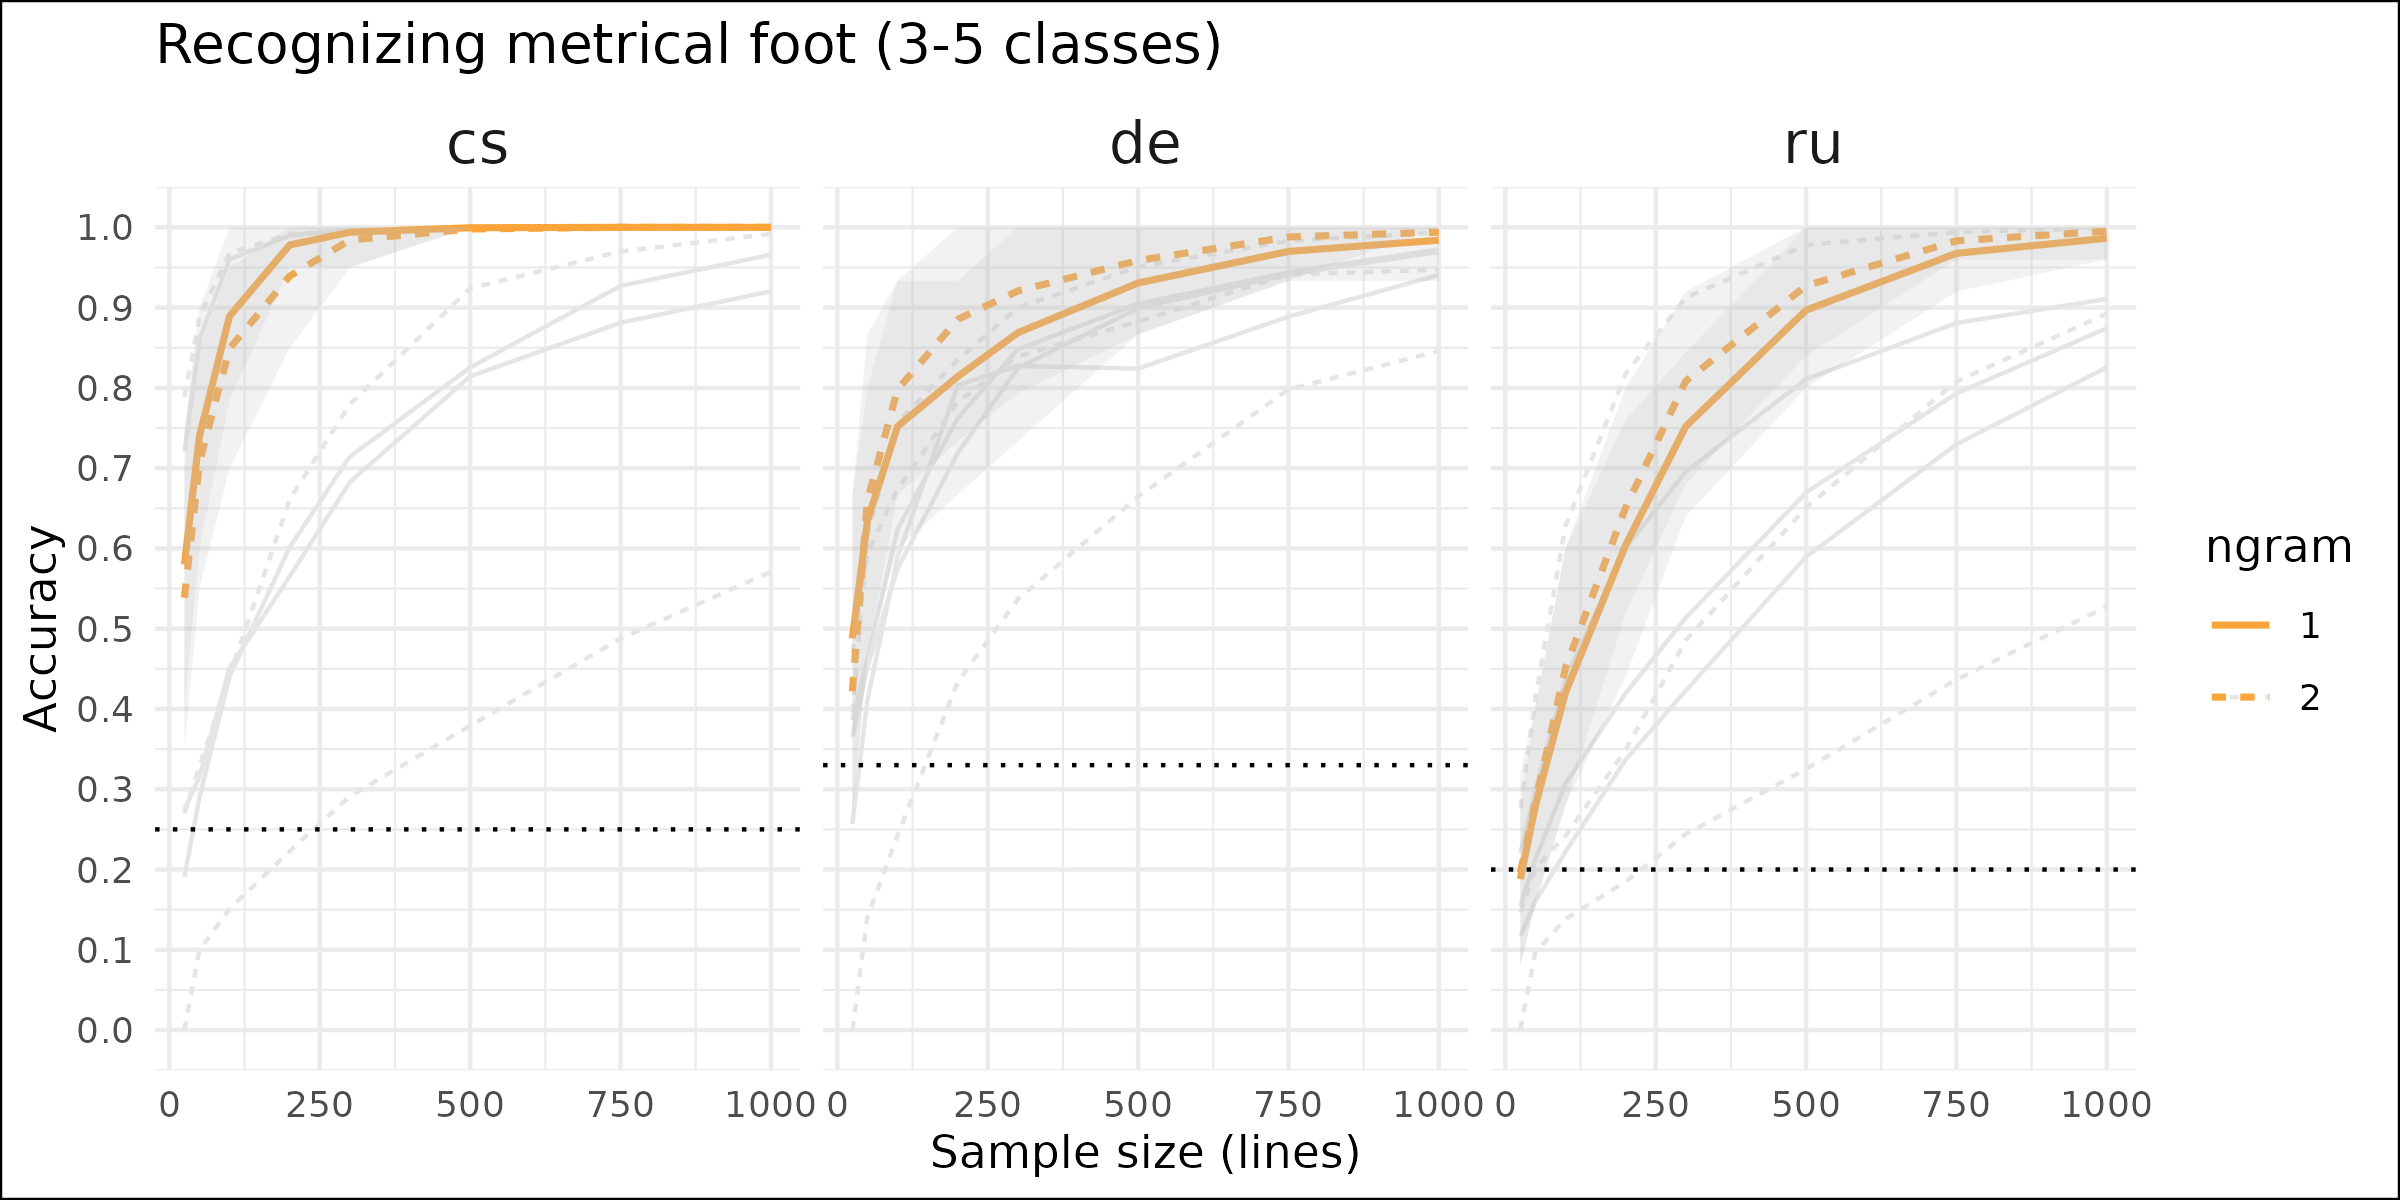 Recognizing metrical foot (3-5 classes)
cs
de
ru
1.0
0.9
0.8
0.7
0.6
0.5
0.4
0.3
0.2
0.1
0.0
Accuracy
0 250 500 750 1000
0 250 500 750 1000
0 250 500 750 1000
Sample size (lines)
ngram
1
2